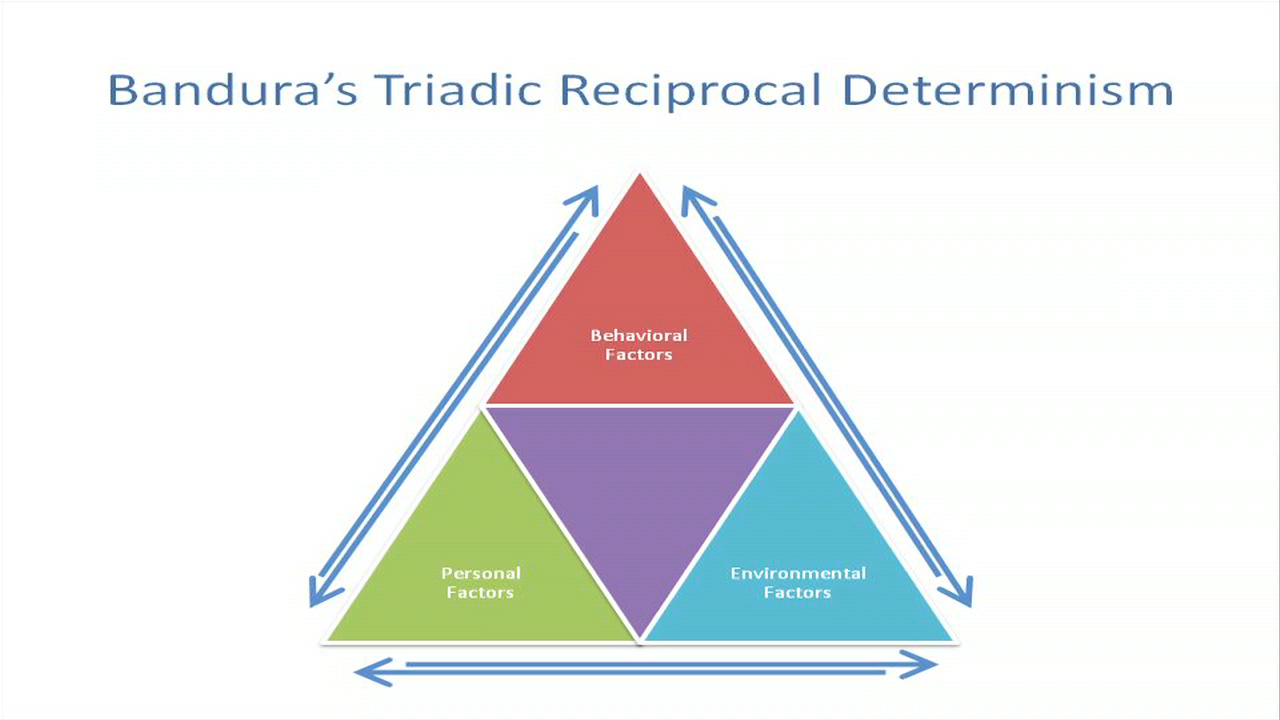 Bandura’s Triadic Reciprocal Determinism
Behavioral
Factors
Personal
Factors
Environmental
Factors